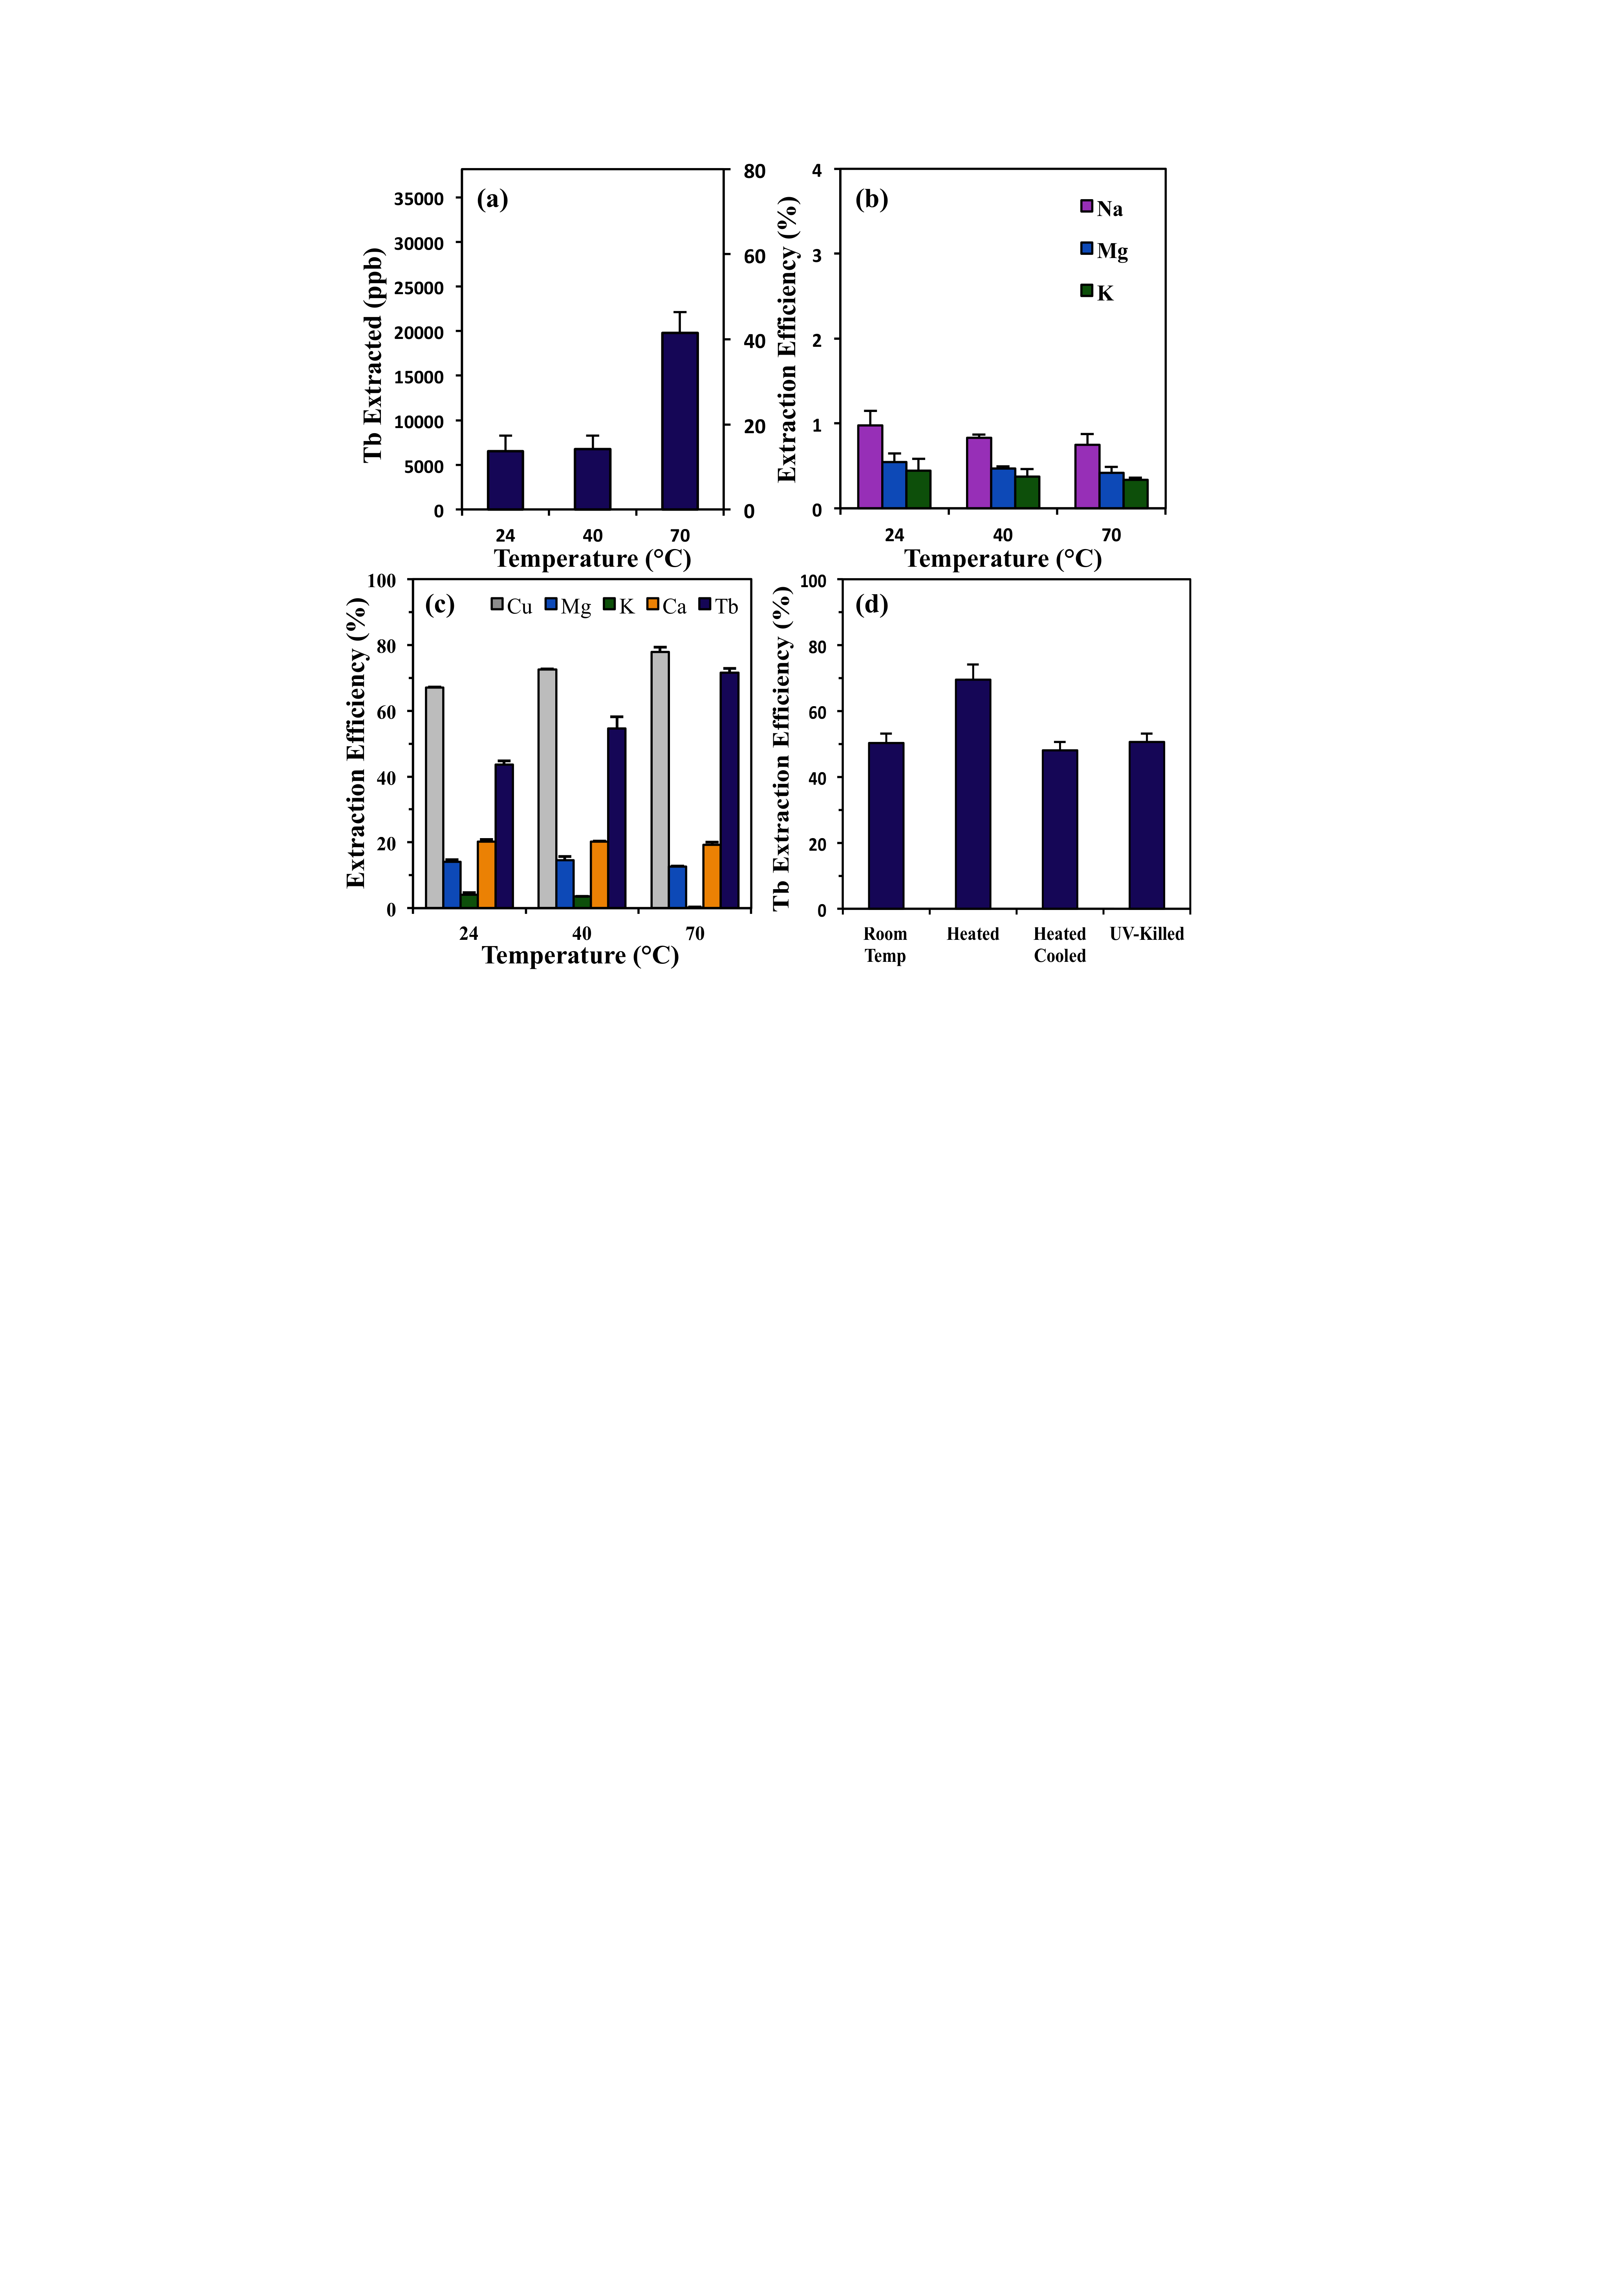 (a)
Tb Extracted (ppb)
35000
30000
25000
20000
15000
10000
5000
0
80
60
40
20
0
Extraction Efficiency (%)
24 40 70
Temperature (°C)
(b)
4
3
2
1
0
Na
Mg
K
24 40 70
Temperature (°C)
(c)
Cu Mg K Ca Tb
Extraction Efficiency (%)
100
80
60
40
20
0
24 40 70
Temperature (°C)
(d)
Tb Extraction Efficiency (%)
100
80
60
40
20
0
Room Heated Heated UV-Killed
Temp Cooled